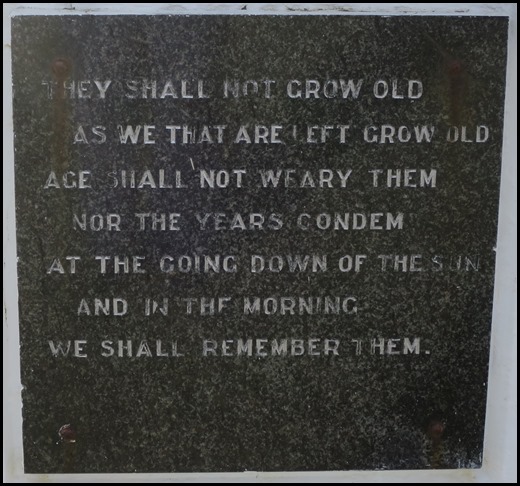 THEY SHALL NOT GROW OLD
AS WE THAT ARE LEFT GROW OLD
AGE SHALL NOT WEARY THEM
NOR THE YEARS CONDEM
AT THE GOING DOWN OF THE SUN
AND IN THE MORNING
WE SHALL REMEMBER THEM.